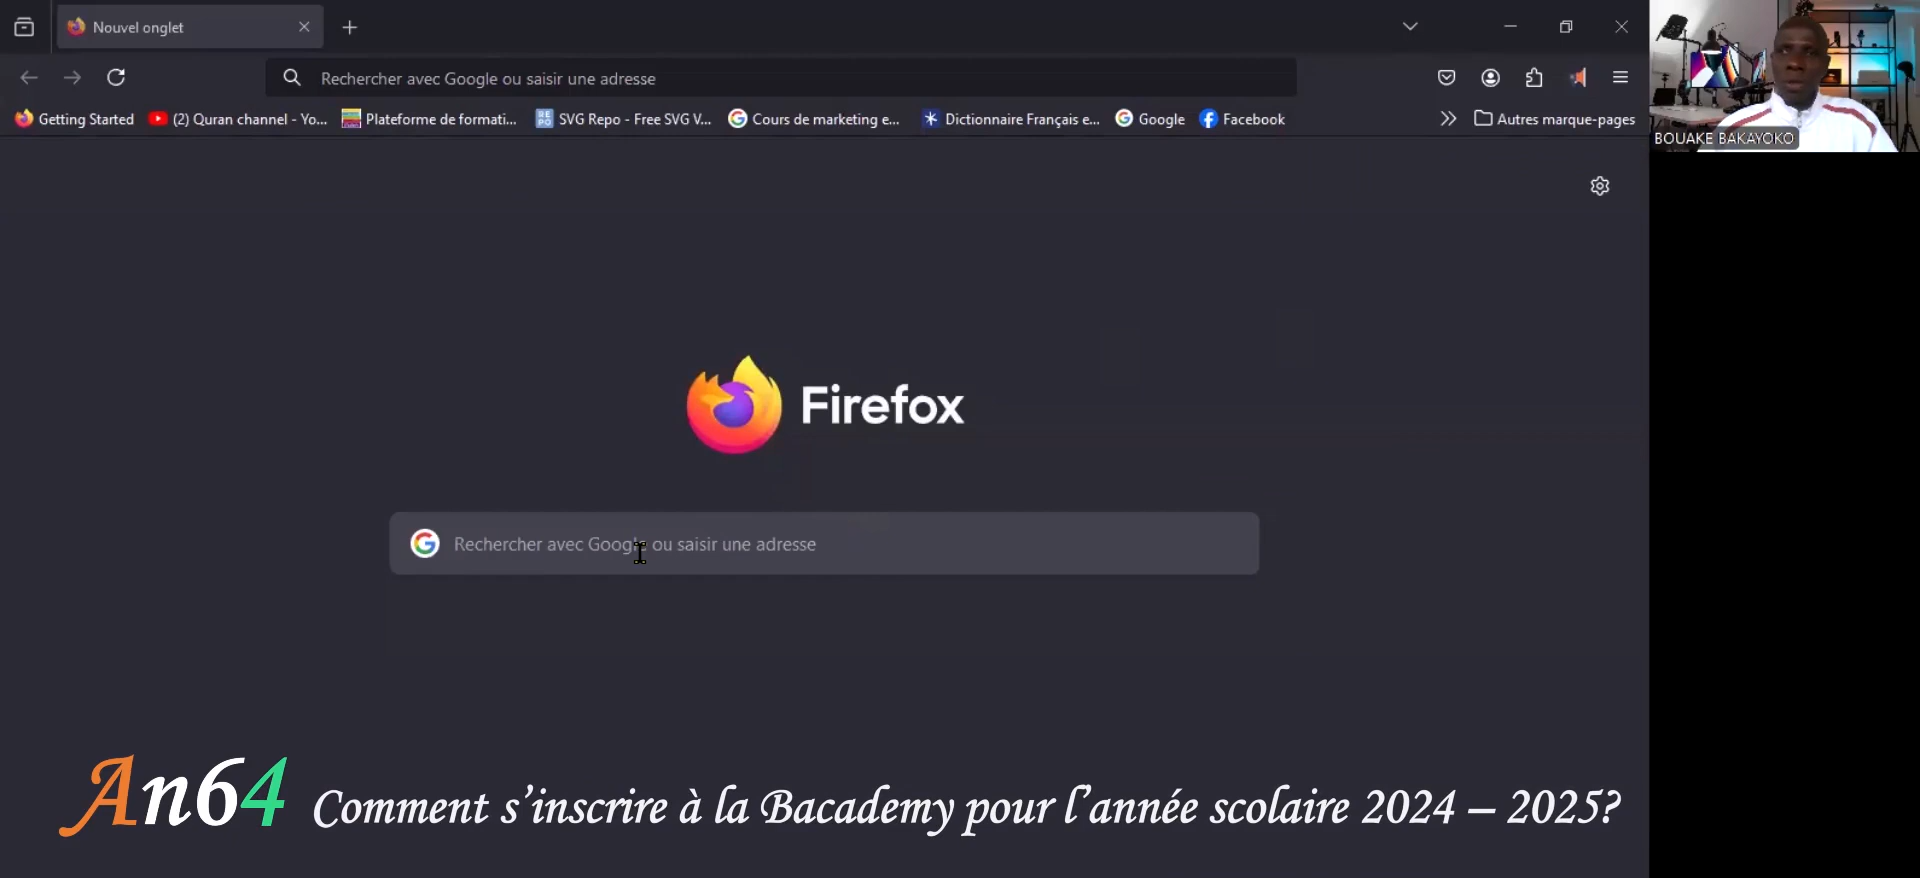 Nouvel onglet
Rechercher avec Google ou saisir une adresse
Getting Started
(2) Quran channel - Yo...
Plateforme de formati...
RE
PO
SVG Repo - Free SVG V...
Cours de marketing e...
Dictionnaire Français e...
Google
Facebook
Autres marque-pages
BOUAKE BAKAYOKO
Firefox
Rechercher avec Google ou saisir une adresse
An64 Comment s'inscrire à la Bacademy pour l'année scolaire 2024 – 2025?